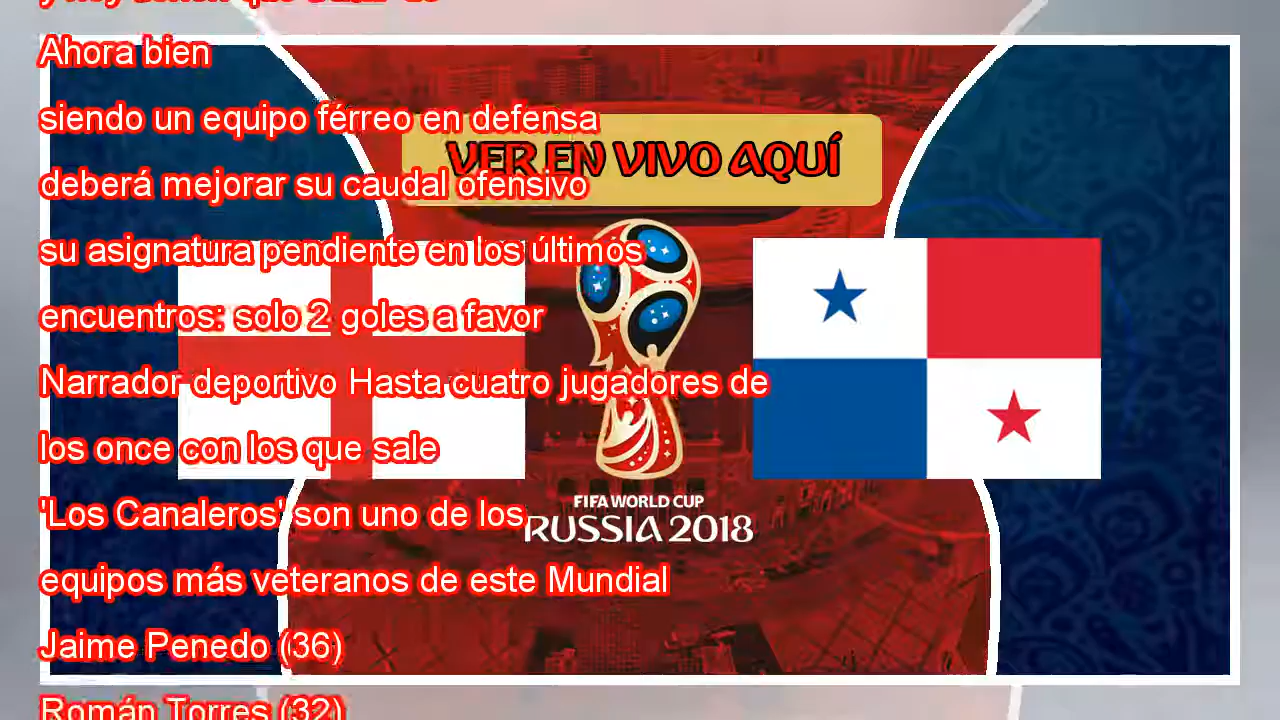 Ahora bien
siendo un equipo férreo en defensa
VER EN VIVO AQUÍ
deberá mejorar su caudal ofensivo
su asignatura pendiente en los últimos
encuentros: solo 2 goles a favor
Narrador deportivo Hasta cuatro jugadores de
los once con los que sale
'Los Canaleros' son uno de los
FIFA WORLD CUP
RUSSIA 2018
equipos más veteranos de este Mundial
Jaime Penedo (36)
Román Torres (32)